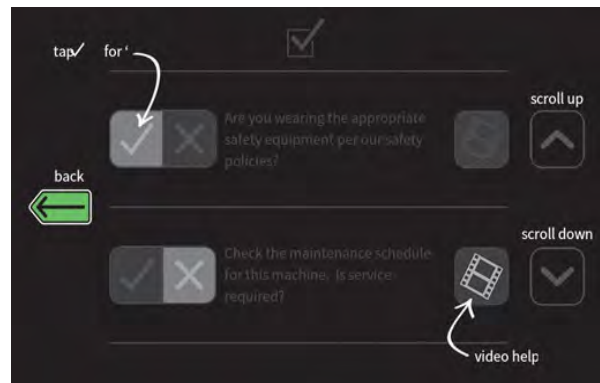 tap✓ for ‘
scroll up
Are you wearing the appropriate
safety equipment per our safety
policies?
back
scroll down
Check the maintenance schedule
for this machine. Is service
required?
video help